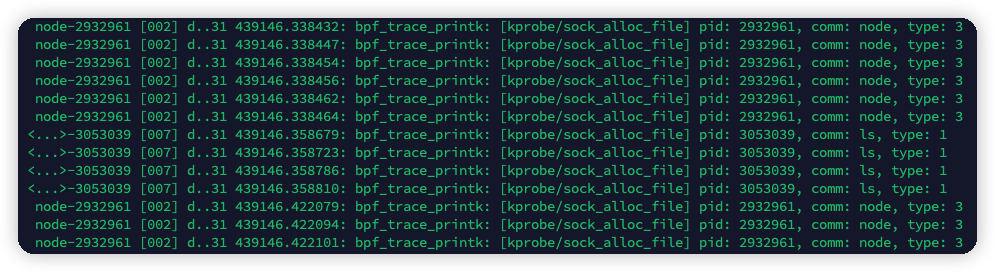 node-2932961 [002] d..31 439146.338432: bpf_trace_printk: [kprobe/sock_alloc_file] pid: 2932961, comm: node, type: 3
node-2932961 [002] d..31 439146.338447: bpf_trace_printk: [kprobe/sock_alloc_file] pid: 2932961, comm: node, type: 3
node-2932961 [002] d..31 439146.338454: bpf_trace_printk: [kprobe/sock_alloc_file] pid: 2932961, comm: node, type: 3
node-2932961 [002] d..31 439146.338456: bpf_trace_printk: [kprobe/sock_alloc_file] pid: 2932961, comm: node, type: 3
node-2932961 [002] d..31 439146.338462: bpf_trace_printk: [kprobe/sock_alloc_file] pid: 2932961, comm: node, type: 3
node-2932961 [002] d..31 439146.338464: bpf_trace_printk: [kprobe/sock_alloc_file] pid: 2932961, comm: node, type: 3
<...>-3053039 [007] d..31 439146.358679: bpf_trace_printk: [kprobe/sock_alloc_file] pid: 3053039, comm: ls, type: 1
<...>-3053039 [007] d..31 439146.358723: bpf_trace_printk: [kprobe/sock_alloc_file] pid: 3053039, comm: ls, type: 1
<...>-3053039 [007] d..31 439146.358786: bpf_trace_printk: [kprobe/sock_alloc_file] pid: 3053039, comm: ls, type: 1
<...>-3053039 [007] d..31 439146.358810: bpf_trace_printk: [kprobe/sock_alloc_file] pid: 3053039, comm: ls, type: 1
node-2932961 [002] d..31 439146.422079: bpf_trace_printk: [kprobe/sock_alloc_file] pid: 2932961, comm: node, type: 3
node-2932961 [002] d..31 439146.422094: bpf_trace_printk: [kprobe/sock_alloc_file] pid: 2932961, comm: node, type: 3
node-2932961 [002] d..31 439146.422101: bpf_trace_printk: [kprobe/sock_alloc_file] pid: 2932961, comm: node, type: 3